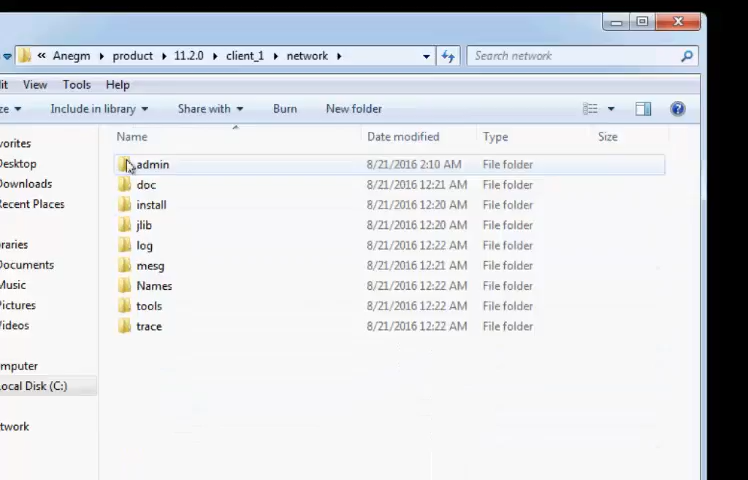 « Anegm product 11.2.0 client_1 network Search network
it View Tools Help
ze Include in library Share with Burn New folder
Name Date modified Type Size
vorites
Desktop
Downloads
Recent Places
braries
Documents
Music
Pictures
Videos
omputer
Local Disk (C:)
twork
admin 8/21/2016 2:10 AM File folder
doc 8/21/2016 12:21 AM File folder
install 8/21/2016 12:20 AM File folder
jlib 8/21/2016 12:20 AM File folder
log 8/21/2016 12:22 AM File folder
mesg 8/21/2016 12:21 AM File folder
Names 8/21/2016 12:22 AM File folder
tools 8/21/2016 12:22 AM File folder
trace 8/21/2016 12:22 AM File folder